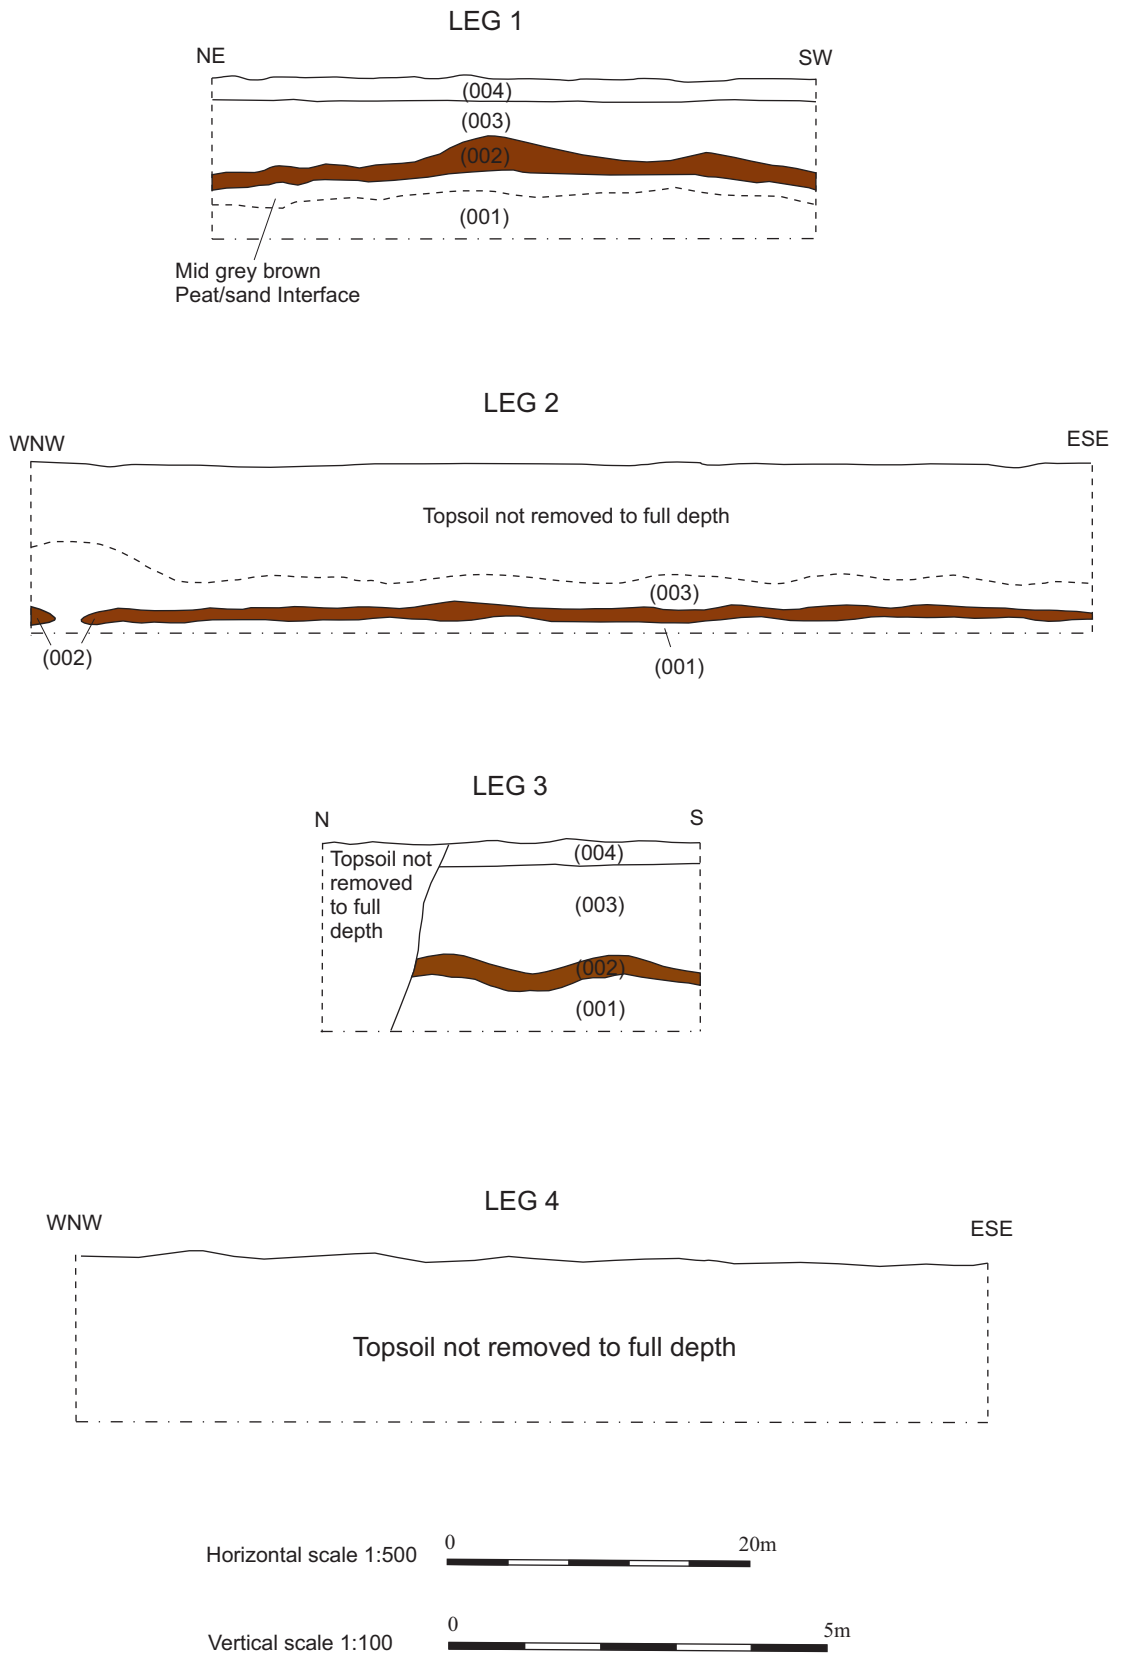 LEG 1
NE
SW
(004)
(003)
(002)
(001)
Mid grey brown
Peat/sand Interface
LEG 2
WNW
ESE
Topsoil not removed to full depth
(003)
(002)
(001)
LEG 3
N
S
Topsoil not
removed
to full
depth
(004)
(003)
(002)
(001)
LEG 4
WNW
ESE
Topsoil not removed to full depth
Horizontal scale 1:500
0
20m
Vertical scale 1:100
0
5m